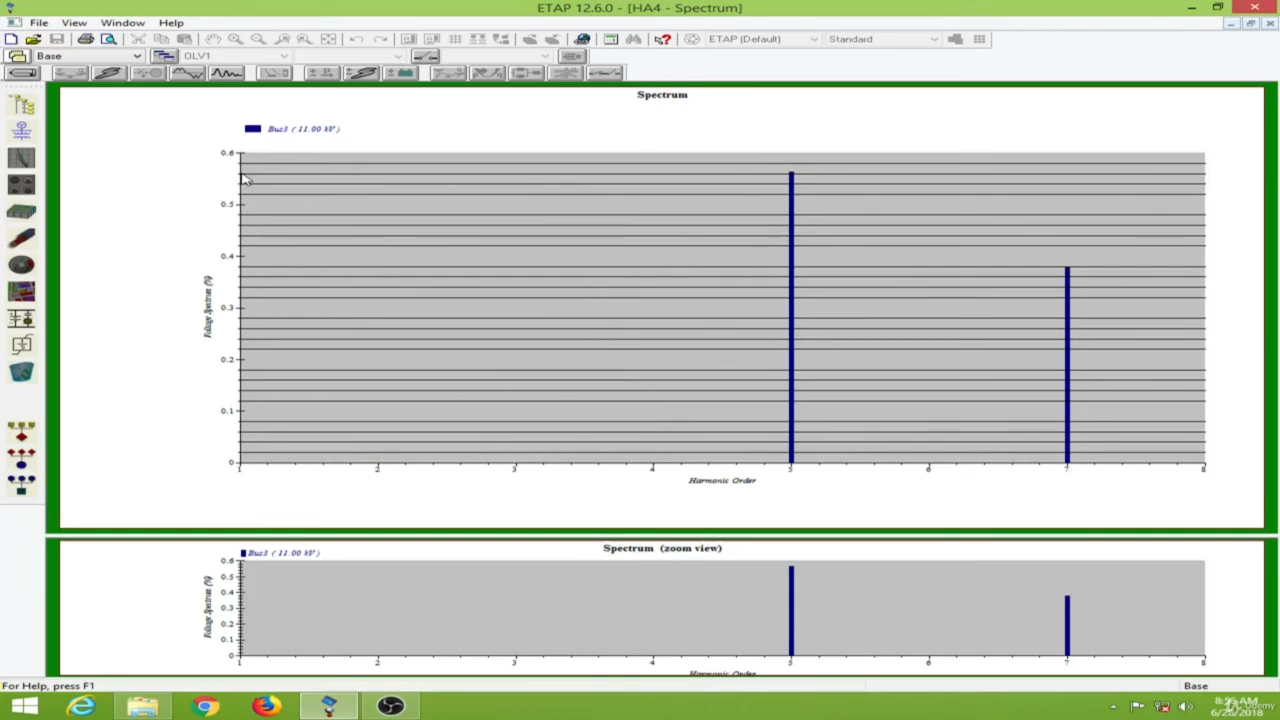 ETAP 12.6.0 - [HA4 - Spectrum]
File View Window Help
ETAP (Default) Standard
Base OLV1
Spectrum
Bus3 ( 11.00 kV )
0.6
0.5
0.4
0.3
0.2
0.1
0
Voltage Spectrum (%)
1 2 3 4 5 6 7 8
Harmonic Order
Spectrum (zoom view)
Bus3 ( 11.00 kV )
0.6
0.5
0.4
0.3
0.2
0.1
0
Voltage Spectrum (%)
1 2 3 4 5 6 7 8
Harmonic Order
For Help, press F1 Base
AM
Udemy